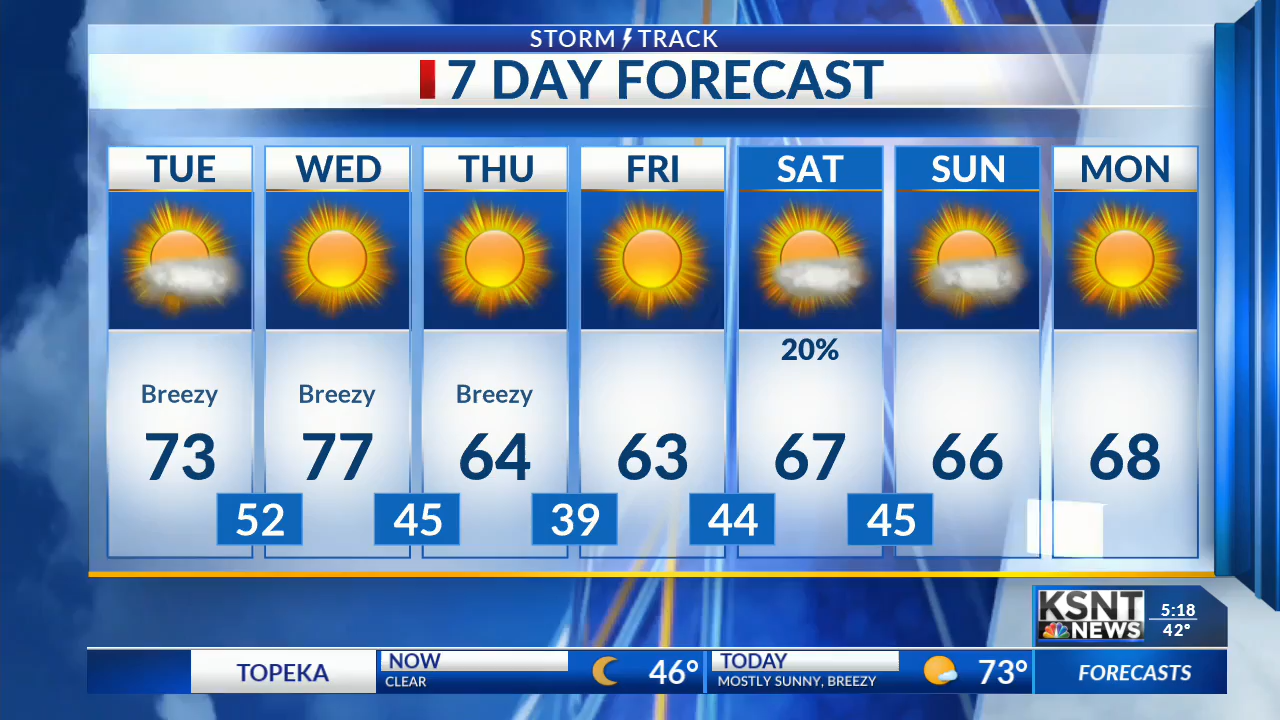 STORM TRACK
7 DAY FORECAST
TUE WED THU FRI SAT SUN MON
20%
Breezy Breezy Breezy
73 77 64 63 67 66 68
52 45 39 44 45
KSNT NEWS
5:18
42°
TOPEKA
NOW
CLEAR
46°
TODAY
MOSTLY SUNNY, BREEZY
73°
FORECASTS